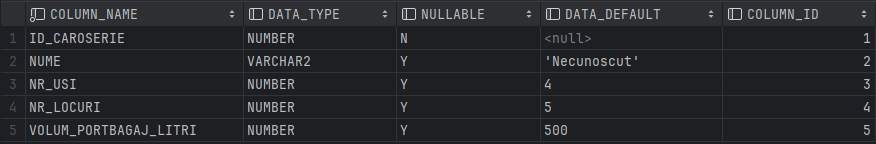 COLUMN_NAME DATA_TYPE NULLABLE DATA_DEFAULT COLUMN_ID
1 ID_CAROSERIE NUMBER N <null> 1
2 NUME VARCHAR2 Y 'Necunoscut' 2
3 NR_USI NUMBER Y 4 3
4 NR_LOCURI NUMBER Y 5 4
5 VOLUM_PORTBAGAJ_LITRI NUMBER Y 500 5